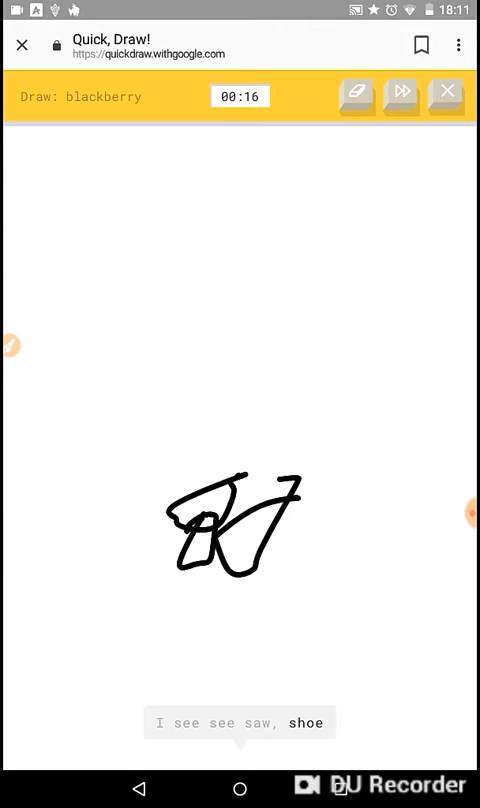 18:11
Quick, Draw!
https://quickdraw.withgoogle.com
Draw: blackberry
00:16
I see see saw, shoe
DU Recorder